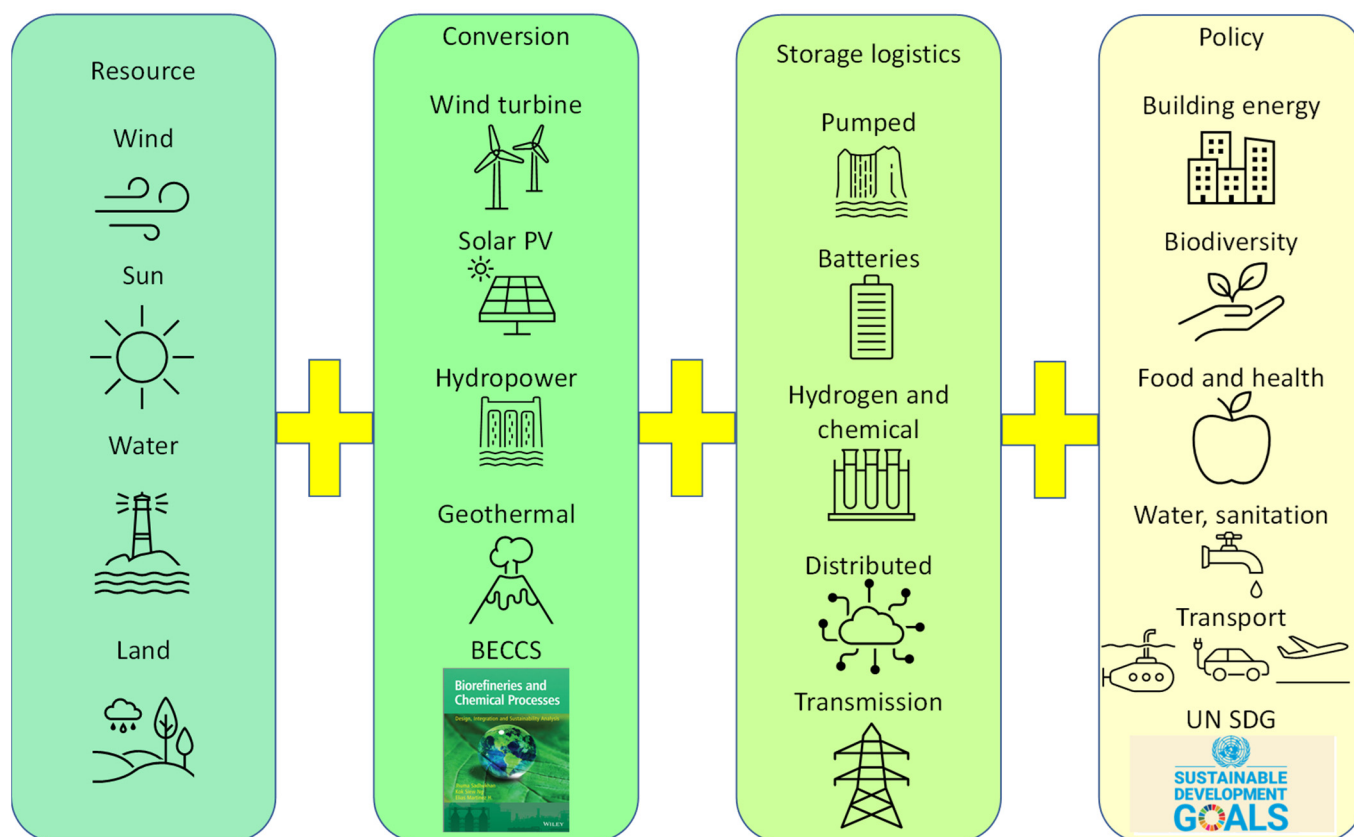 Resource
Wind
Sun
Water
Land
Conversion
Wind turbine
Solar PV
Hydropower
Geothermal
BECCS
Biorefineries and
Chemical Processes
Design, Integration and Sustainability Analysis
WILEY
Storage logistics
Pumped
Batteries
Hydrogen and
chemical
Distributed
Transmission
Policy
Building energy
Biodiversity
Food and health
Water, sanitation
Transport
UN SDG
SUSTAINABLE
DEVELOPMENT
GOALS